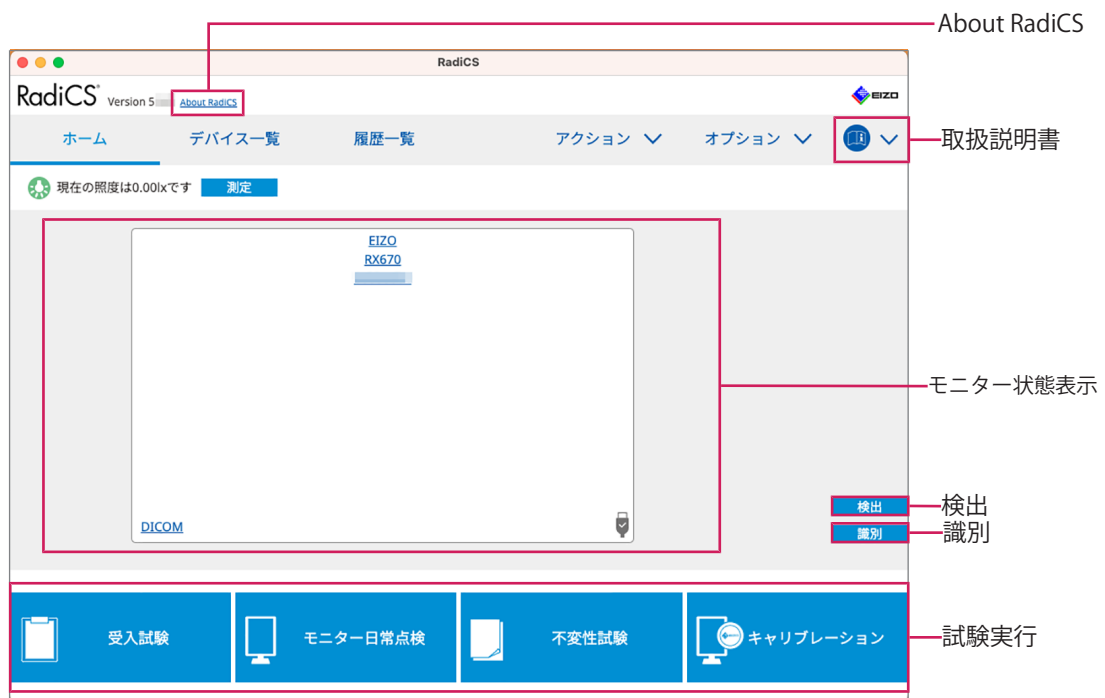 About RadiCS
RadiCS
RadiCS Version 5 About RadiCS
EIZO
ホーム デバイス一覧 履歴一覧 アクション オプション
取扱説明書
現在の照度は0.00lxです 測定
EIZO
RX670
モニター状態表示
DICOM
検出 検出
識別 識別
受入試験 モニター日常点検 不変性試験 キャリブレーション
試験実行